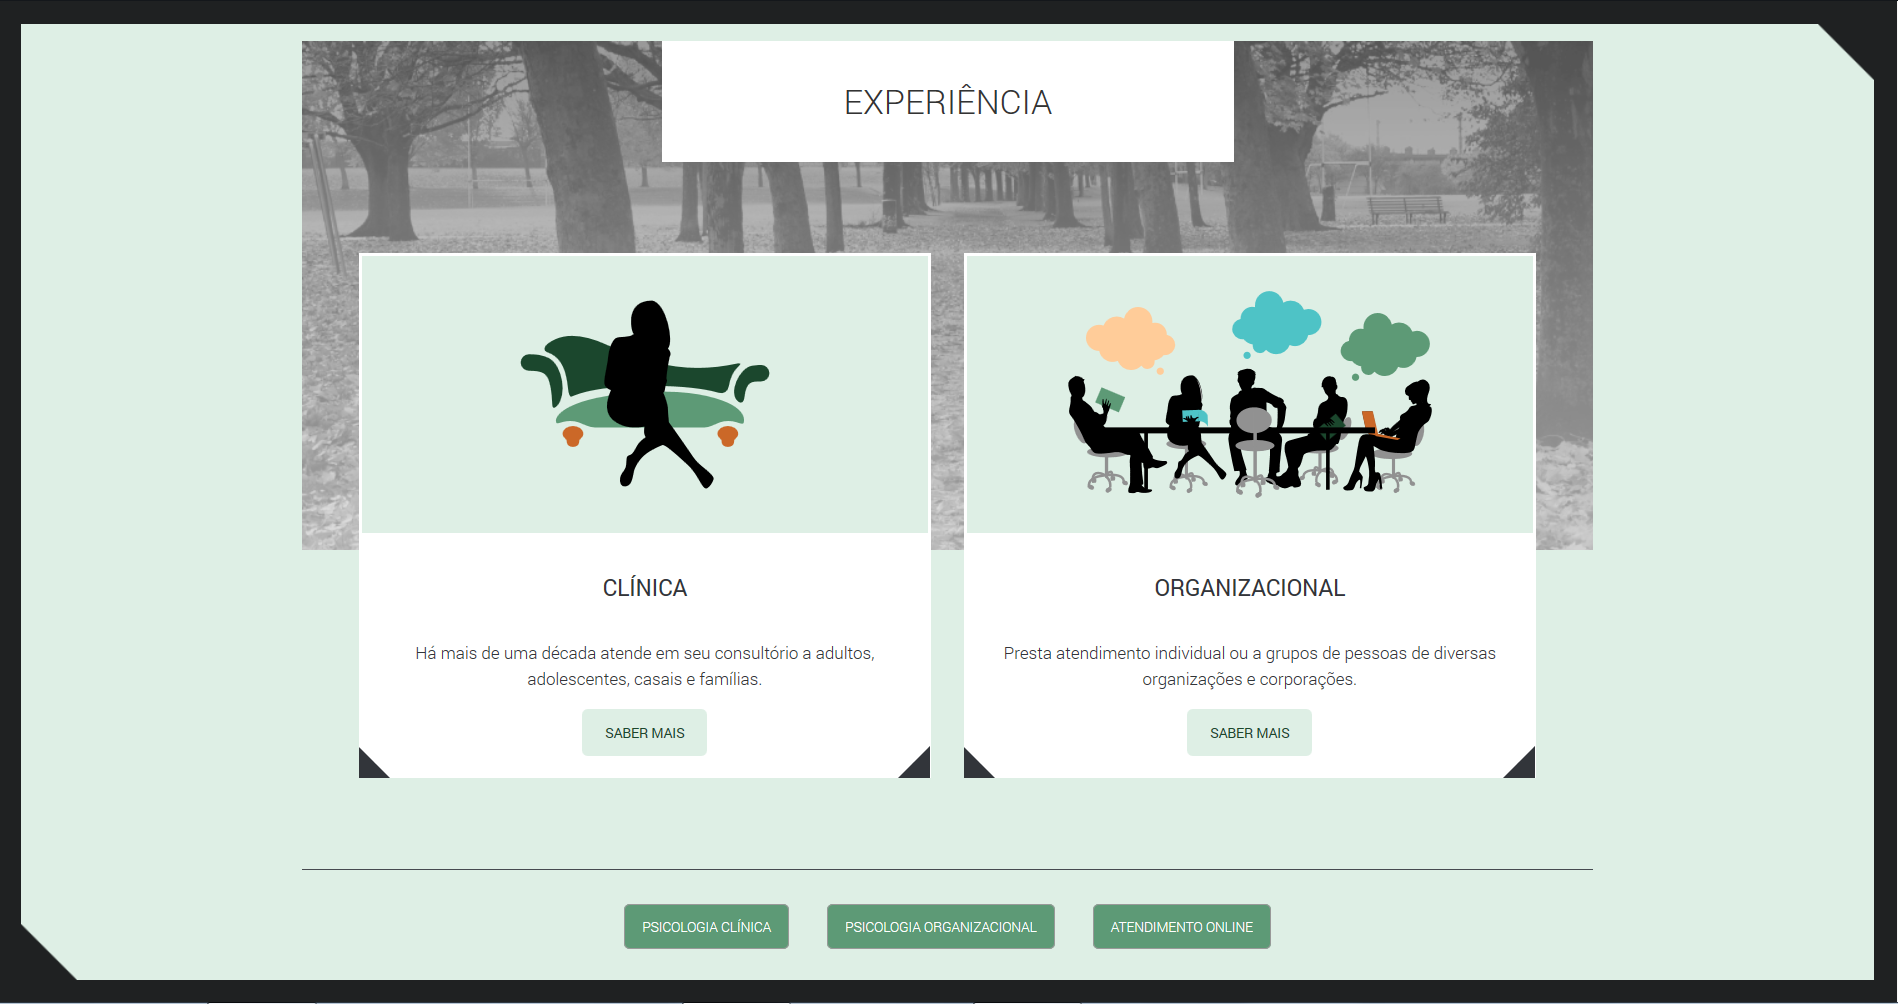 EXPERIÊNCIA
CLÍNICA
Há mais de uma década atende em seu consultório a adultos,
adolescentes, casais e famílias.
SABER MAIS
ORGANIZACIONAL
Presta atendimento individual ou a grupos de pessoas de diversas
organizações e corporações.
SABER MAIS
PSICOLOGIA CLÍNICA
PSICOLOGIA ORGANIZACIONAL
ATENDIMENTO ONLINE